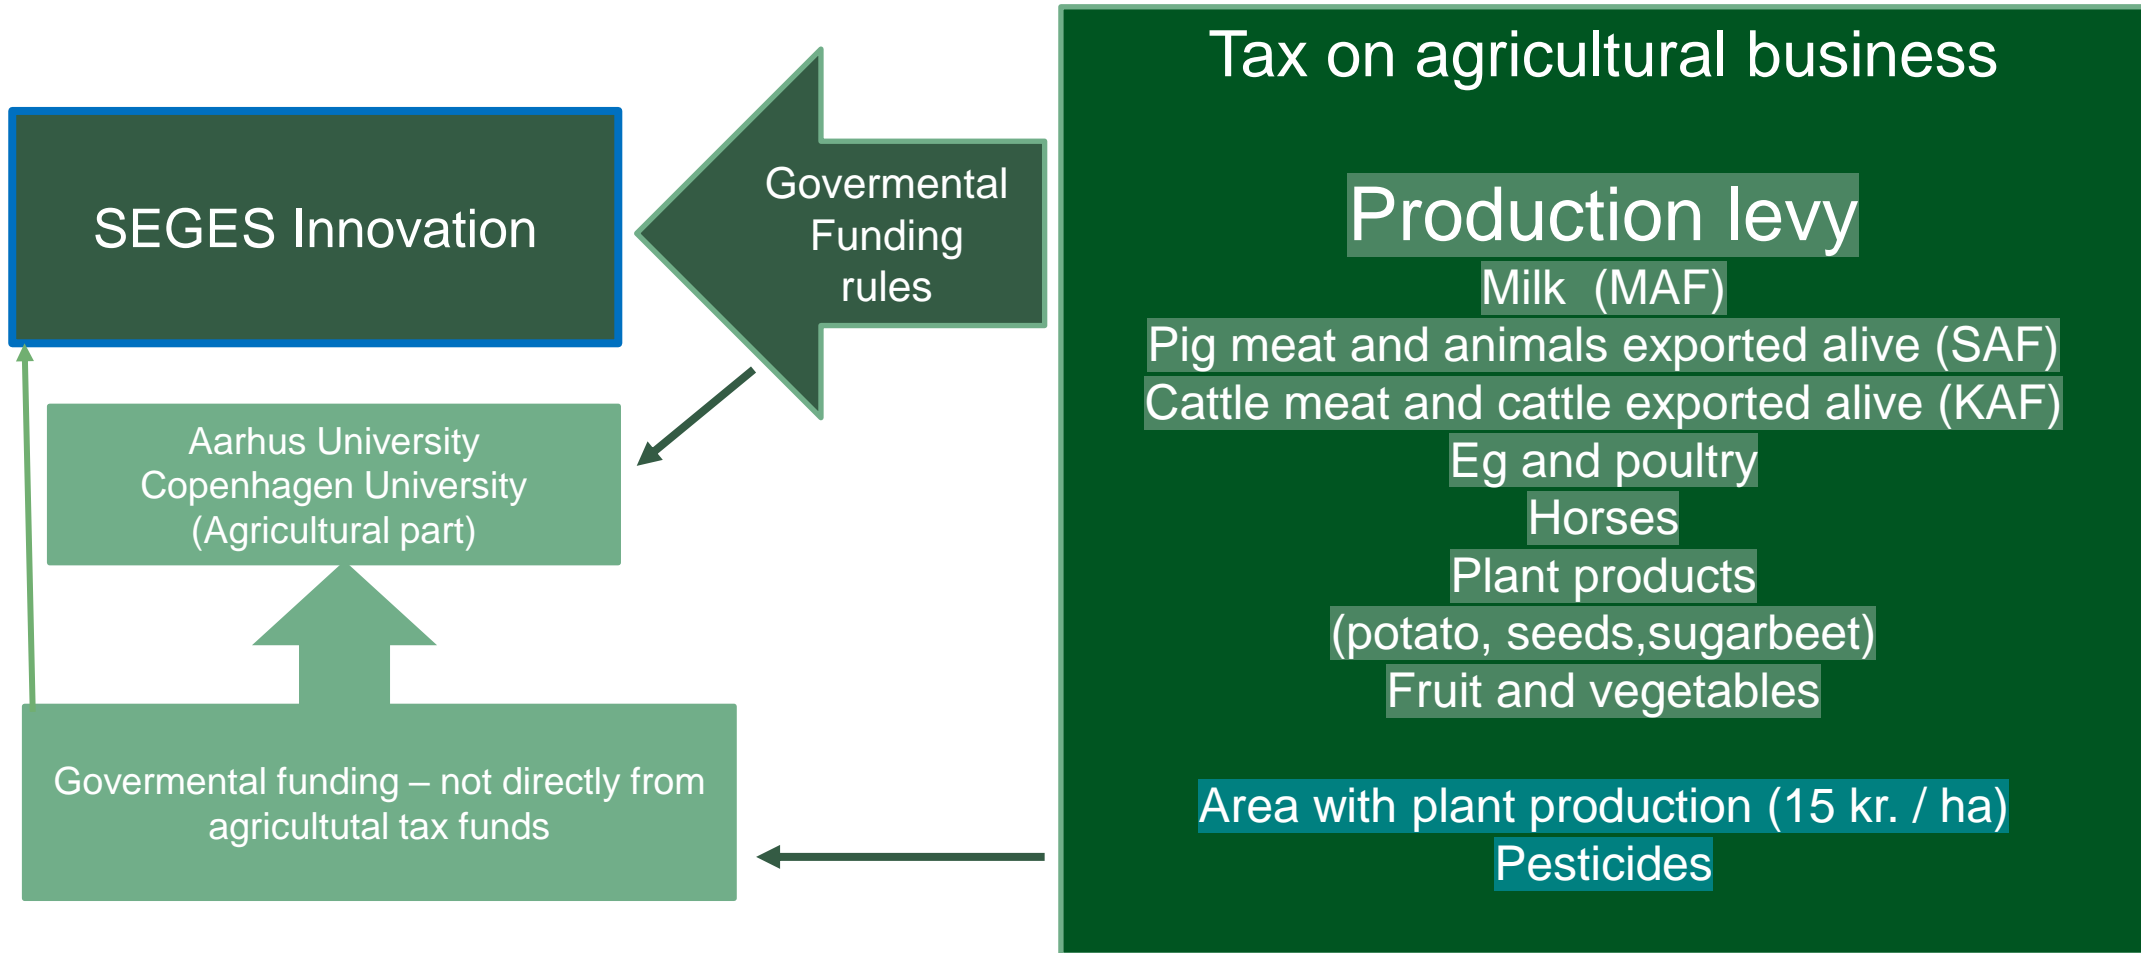 SEGES Innovation
Govermental
Funding
rules
Aarhus University
Copenhagen University
(Agricultural part)
Govermental funding – not directly from
agricultutal tax funds
Tax on agricultural business
Production levy
Milk  (MAF)
Pig meat and animals exported alive (SAF)
Cattle meat and cattle exported alive (KAF)
Eg and poultry
Horses
Plant products
(potato, seeds,sugarbeet)
Fruit and vegetables
Area with plant production (15 kr. / ha)
Pesticides